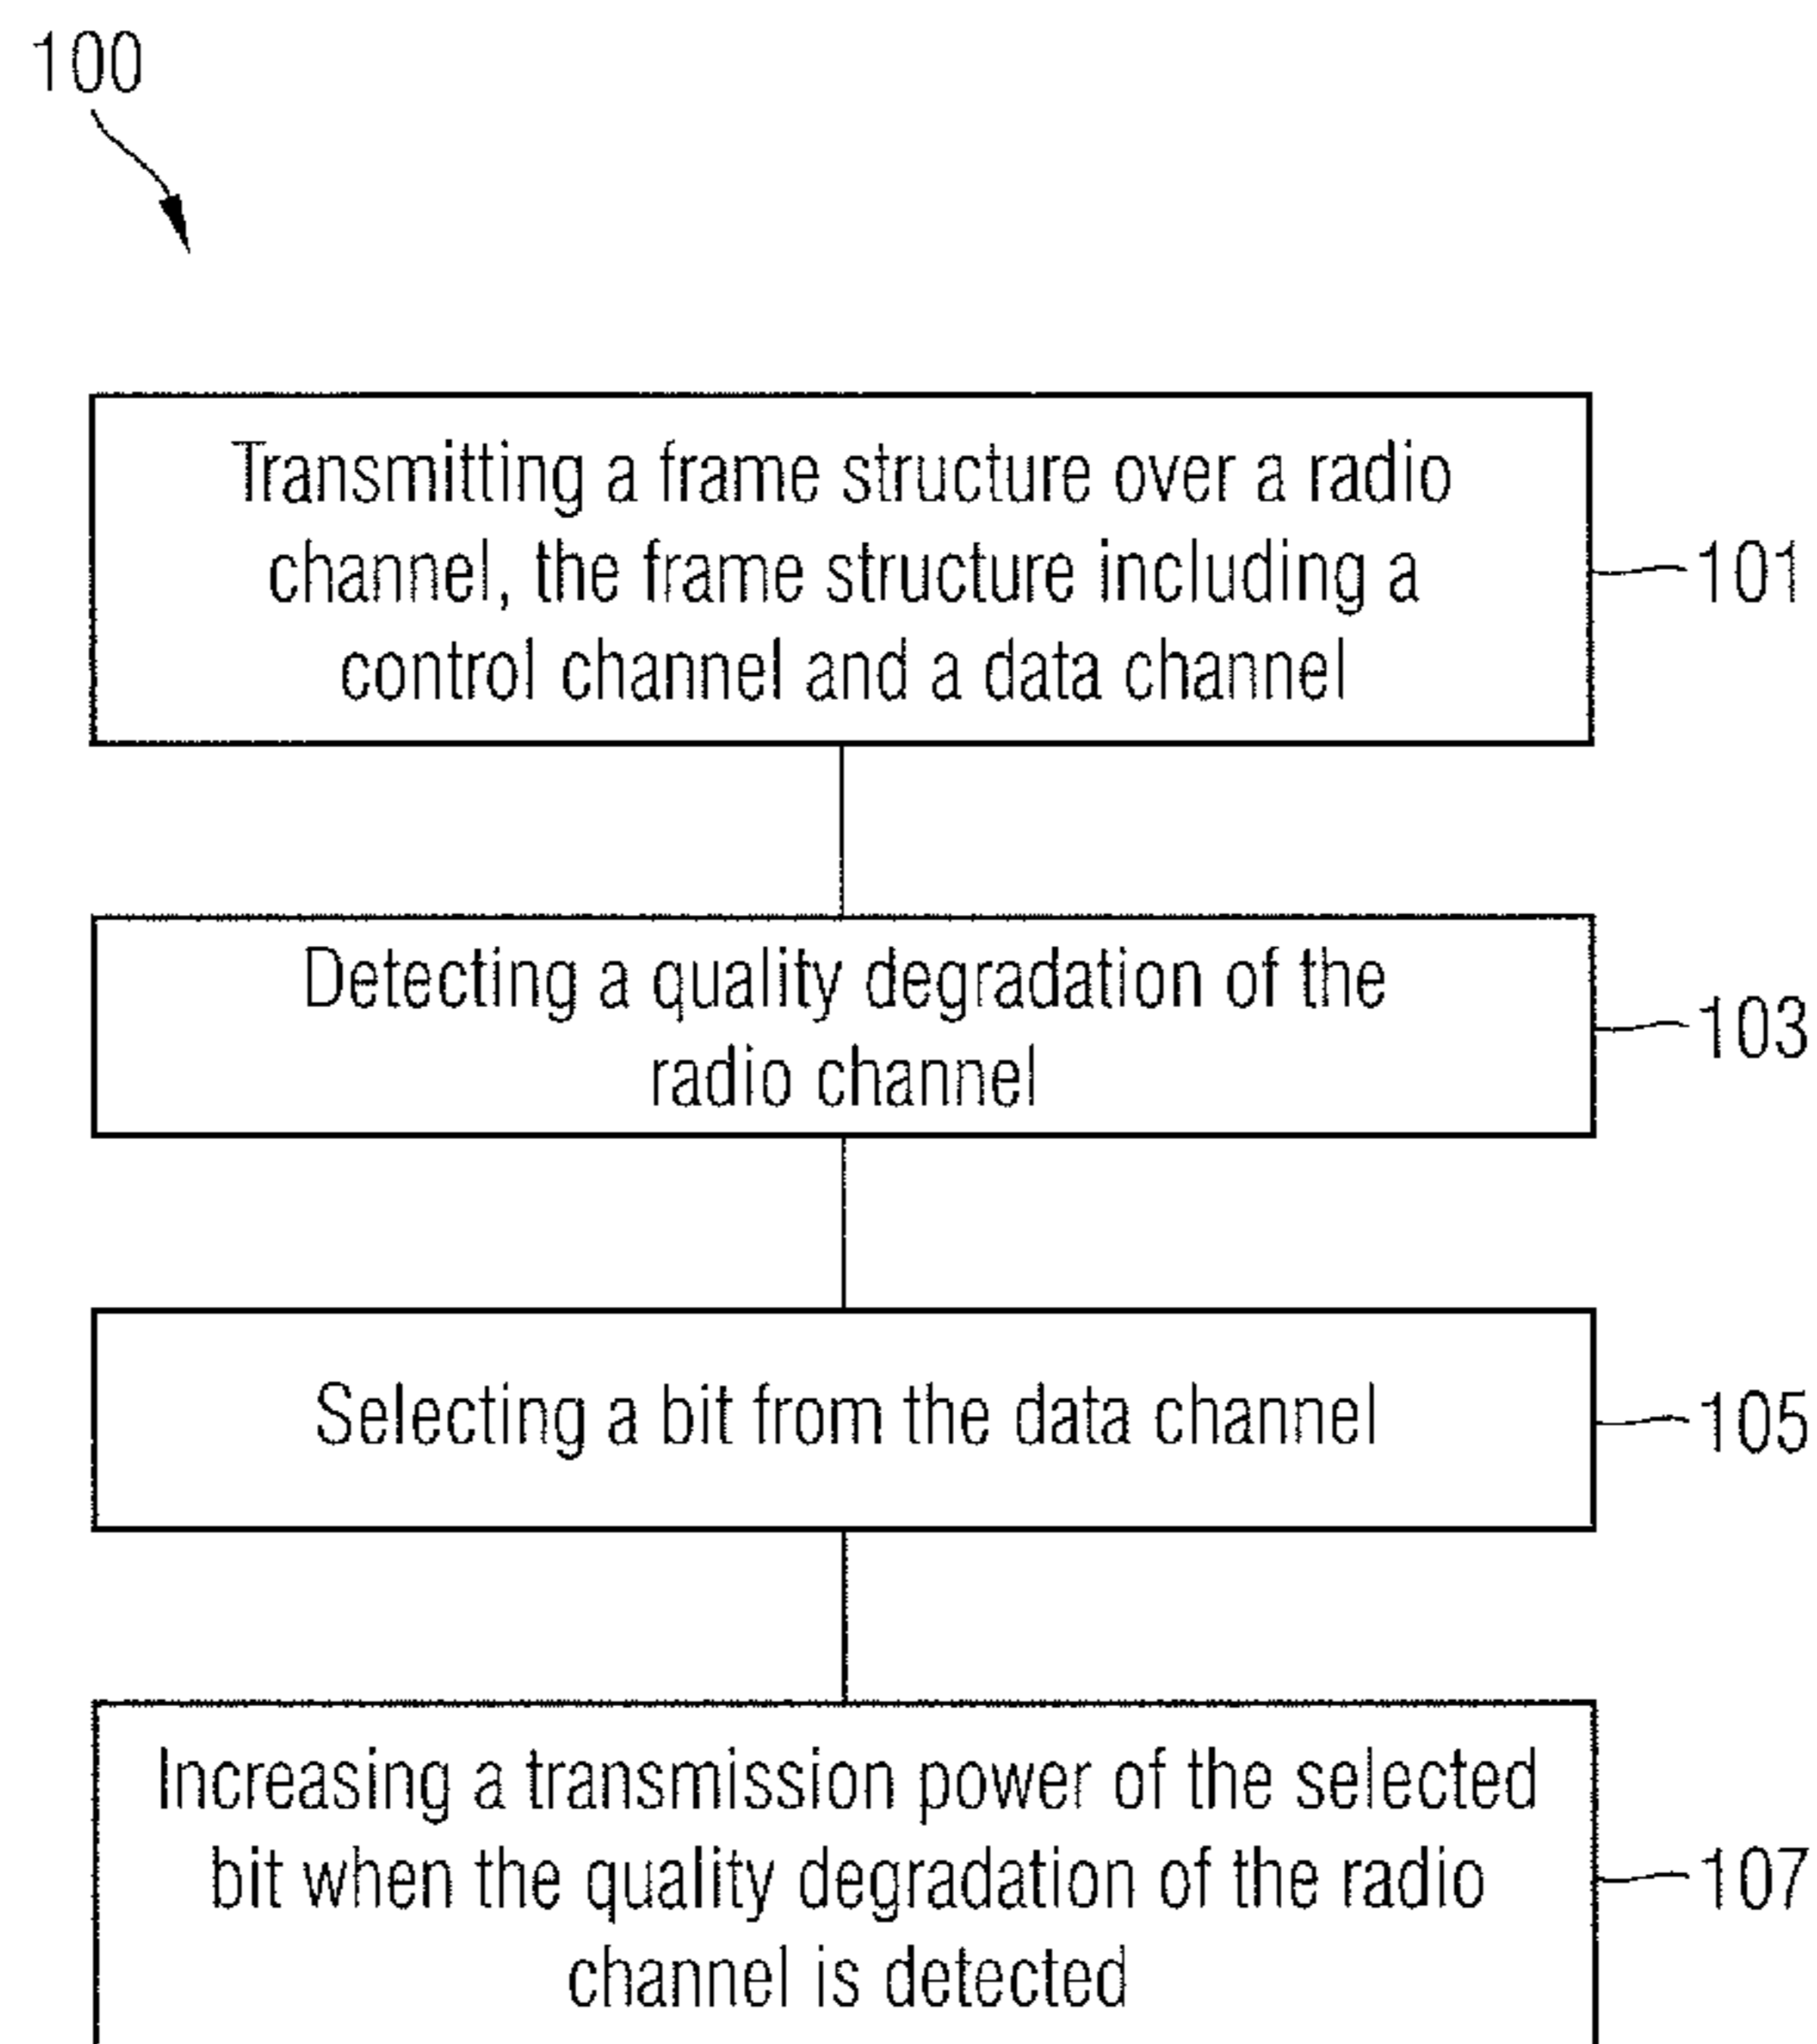 100
Transmitting a frame structure over a radio
channel, the frame structure including a
control channel and a data channel
101
Detecting a quality degradation of the
radio channel
103
Selecting a bit from the data channel
105
Increasing a transmission power of the selected
bit when the quality degradation of the radio
channel is detected
107